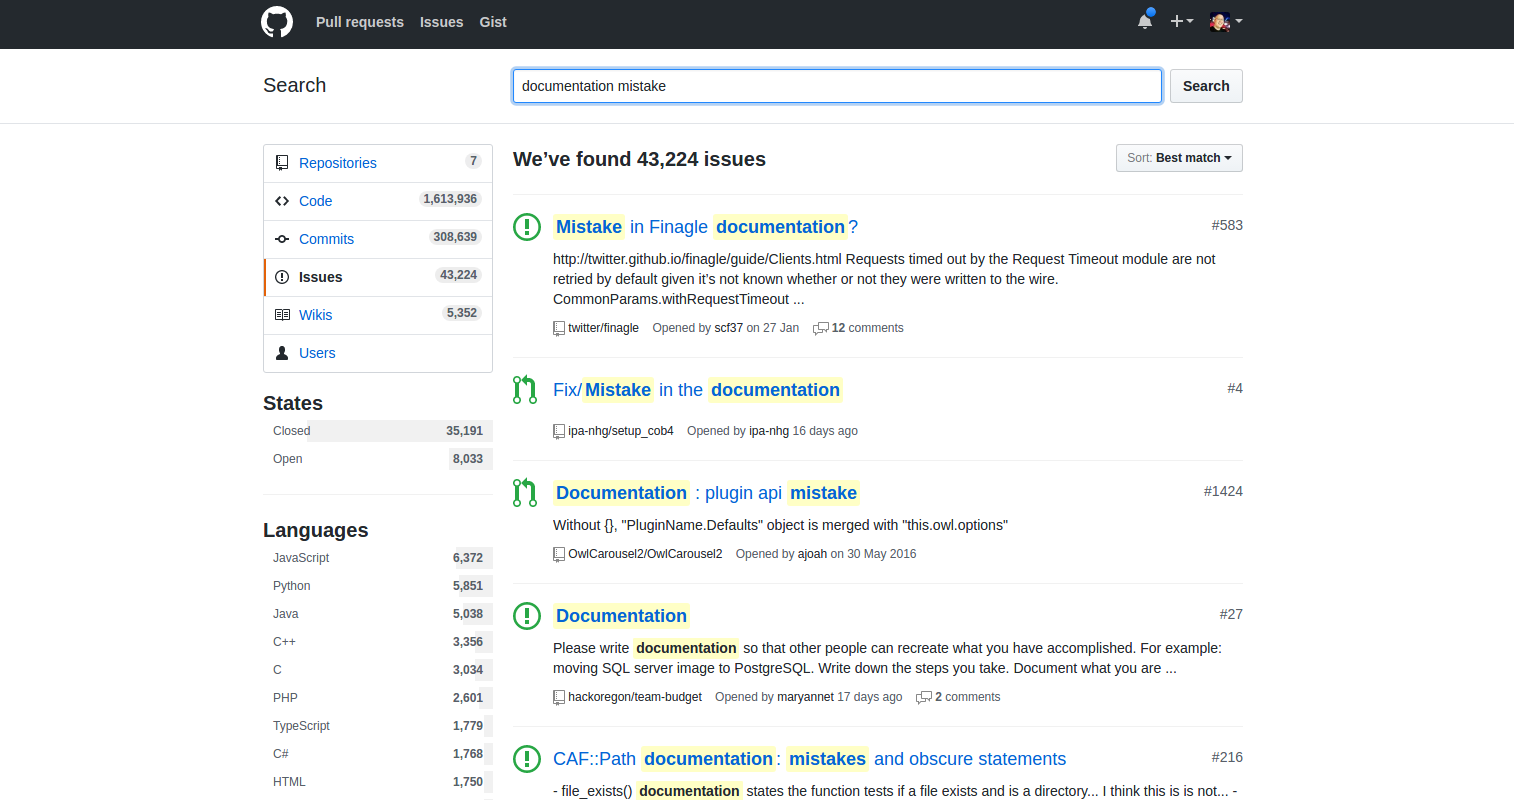 Pull requests Issues Gist
Search
documentation mistake
Search
Repositories 7
Code 1,613,936
Commits 308,639
Issues 43,224
Wikis 5,352
Users
States
Closed 35,191
Open 8,033
Languages
JavaScript 6,372
Python 5,851
Java 5,038
C++ 3,356
C 3,034
PHP 2,601
TypeScript 1,779
C# 1,768
HTML 1,750
We’ve found 43,224 issues
Sort: Best match
Mistake in Finagle documentation? #583
http://twitter.github.io/finagle/guide/Clients.html Requests timed out by the Request Timeout module are not
retried by default given it’s not known whether or not they were written to the wire.
CommonParams.withRequestTimeout ...
twitter/finagle Opened by scf37 on 27 Jan 12 comments
Fix/Mistake in the documentation #4
ipa-nhg/setup_cob4 Opened by ipa-nhg 16 days ago
Documentation : plugin api mistake #1424
Without {}, "PluginName.Defaults" object is merged with "this.owl.options"
OwlCarousel2/OwlCarousel2 Opened by ajoah on 30 May 2016
Documentation #27
Please write documentation so that other people can recreate what you have accomplished. For example:
moving SQL server image to PostgreSQL. Write down the steps you take. Document what you are ...
hackoregon/team-budget Opened by maryannet 17 days ago 2 comments
CAF::Path documentation: mistakes and obscure statements #216
- file_exists() documentation states the function tests if a file exists and is a directory... I think this is is not... -